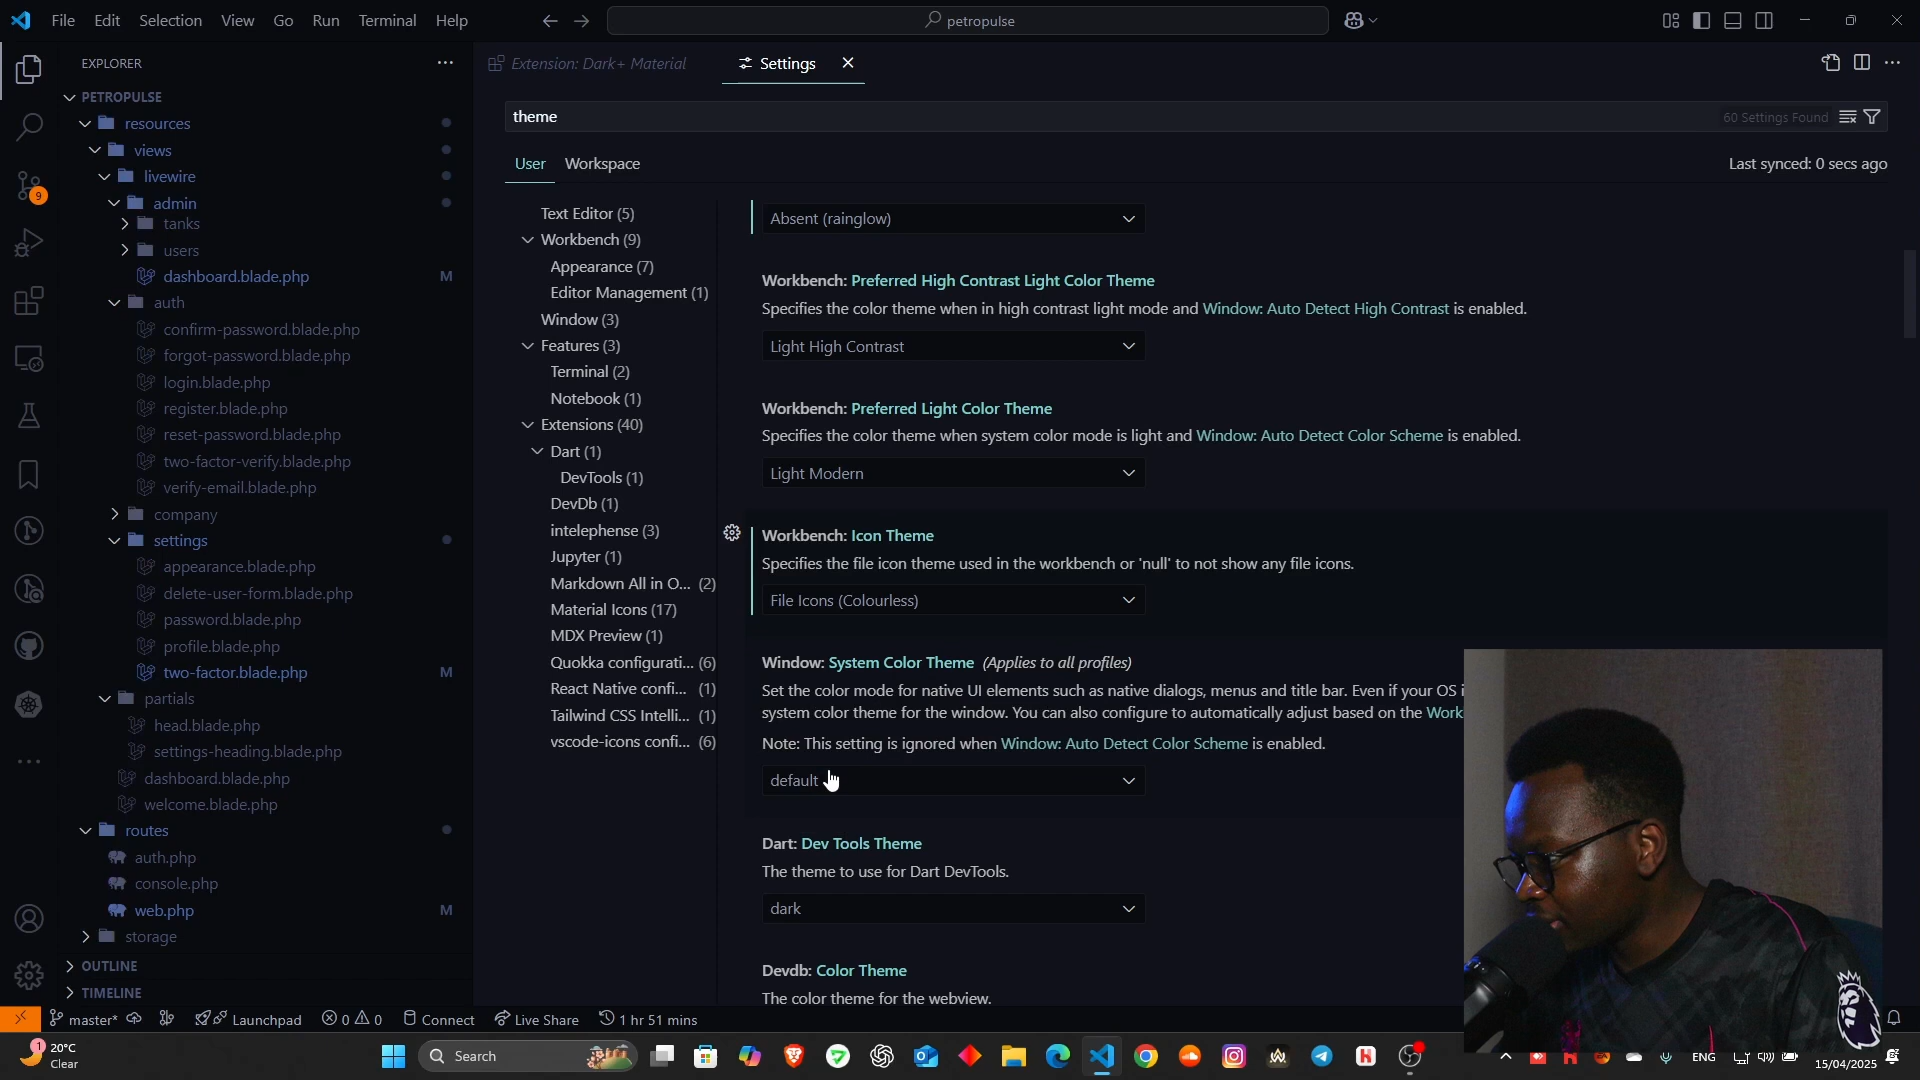 File Edit Selection View Go Run Terminal Help
petropulse
EXPLORER
PETROPULSE
resources
views
livewire
admin
tanks
users
dashboard.blade.php M
auth
confirm-password.blade.php
forgot-password.blade.php
login.blade.php
register.blade.php
reset-password.blade.php
two-factor-verify.blade.php
verify-email.blade.php
company
settings
appearance.blade.php
delete-user-form.blade.php
password.blade.php
profile.blade.php
two-factor.blade.php M
partials
head.blade.php
settings-heading.blade.php
dashboard.blade.php
welcome.blade.php
routes
auth.php
console.php
web.php M
storage
OUTLINE
TIMELINE
9
Extension: Dark+ Material
Settings
theme
60 Settings Found
User Workspace
Last synced: 0 secs ago
Text Editor (5)
Workbench (9)
Appearance (7)
Editor Management (1)
Window (3)
Features (3)
Terminal (2)
Notebook (1)
Extensions (40)
Dart (1)
DevTools (1)
DevDb (1)
intelephense (3)
Jupyter (1)
Markdown All in O... (2)
Material Icons (17)
MDX Preview (1)
Quokka configurati... (6)
React Native confi... (1)
Tailwind CSS Intelli... (1)
vscode-icons confi... (6)
Absent (rainglow)
Workbench: Preferred High Contrast Light Color Theme
Specifies the color theme when in high contrast light mode and Window: Auto Detect High Contrast is enabled.
Light High Contrast
Workbench: Preferred Light Color Theme
Specifies the color theme when system color mode is light and Window: Auto Detect Color Scheme is enabled.
Light Modern
Workbench: Icon Theme
Specifies the file icon theme used in the workbench or 'null' to not show any file icons.
File Icons (Colourless)
Window: System Color Theme (Applies to all profiles)
Set the color mode for native UI elements such as native dialogs, menus and title bar. Even if your OS i
system color theme for the window. You can also configure to automatically adjust based on the Work
Note: This setting is ignored when Window: Auto Detect Color Scheme is enabled.
default
Dart: Dev Tools Theme
The theme to use for Dart DevTools.
dark
Devdb: Color Theme
The color theme for the webview.
master* Launchpad 0 0 Connect Live Share 1 hr 51 mins
1
20°C
Clear
Search
ENG
15/04/2025